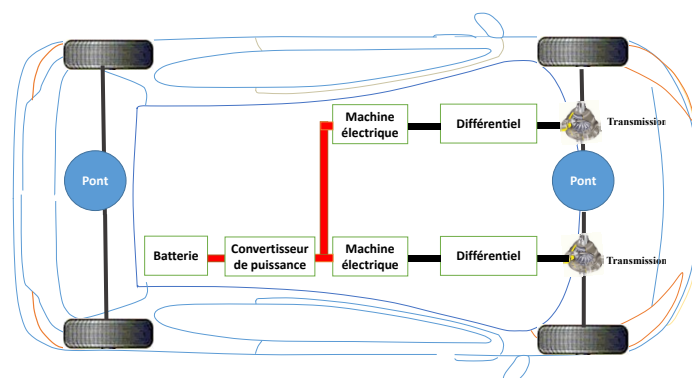 Machine
électrique
Différentiel
Transmission
Pont
Pont
Batterie
Convertisseur
de puissance
Machine
électrique
Différentiel
Transmission